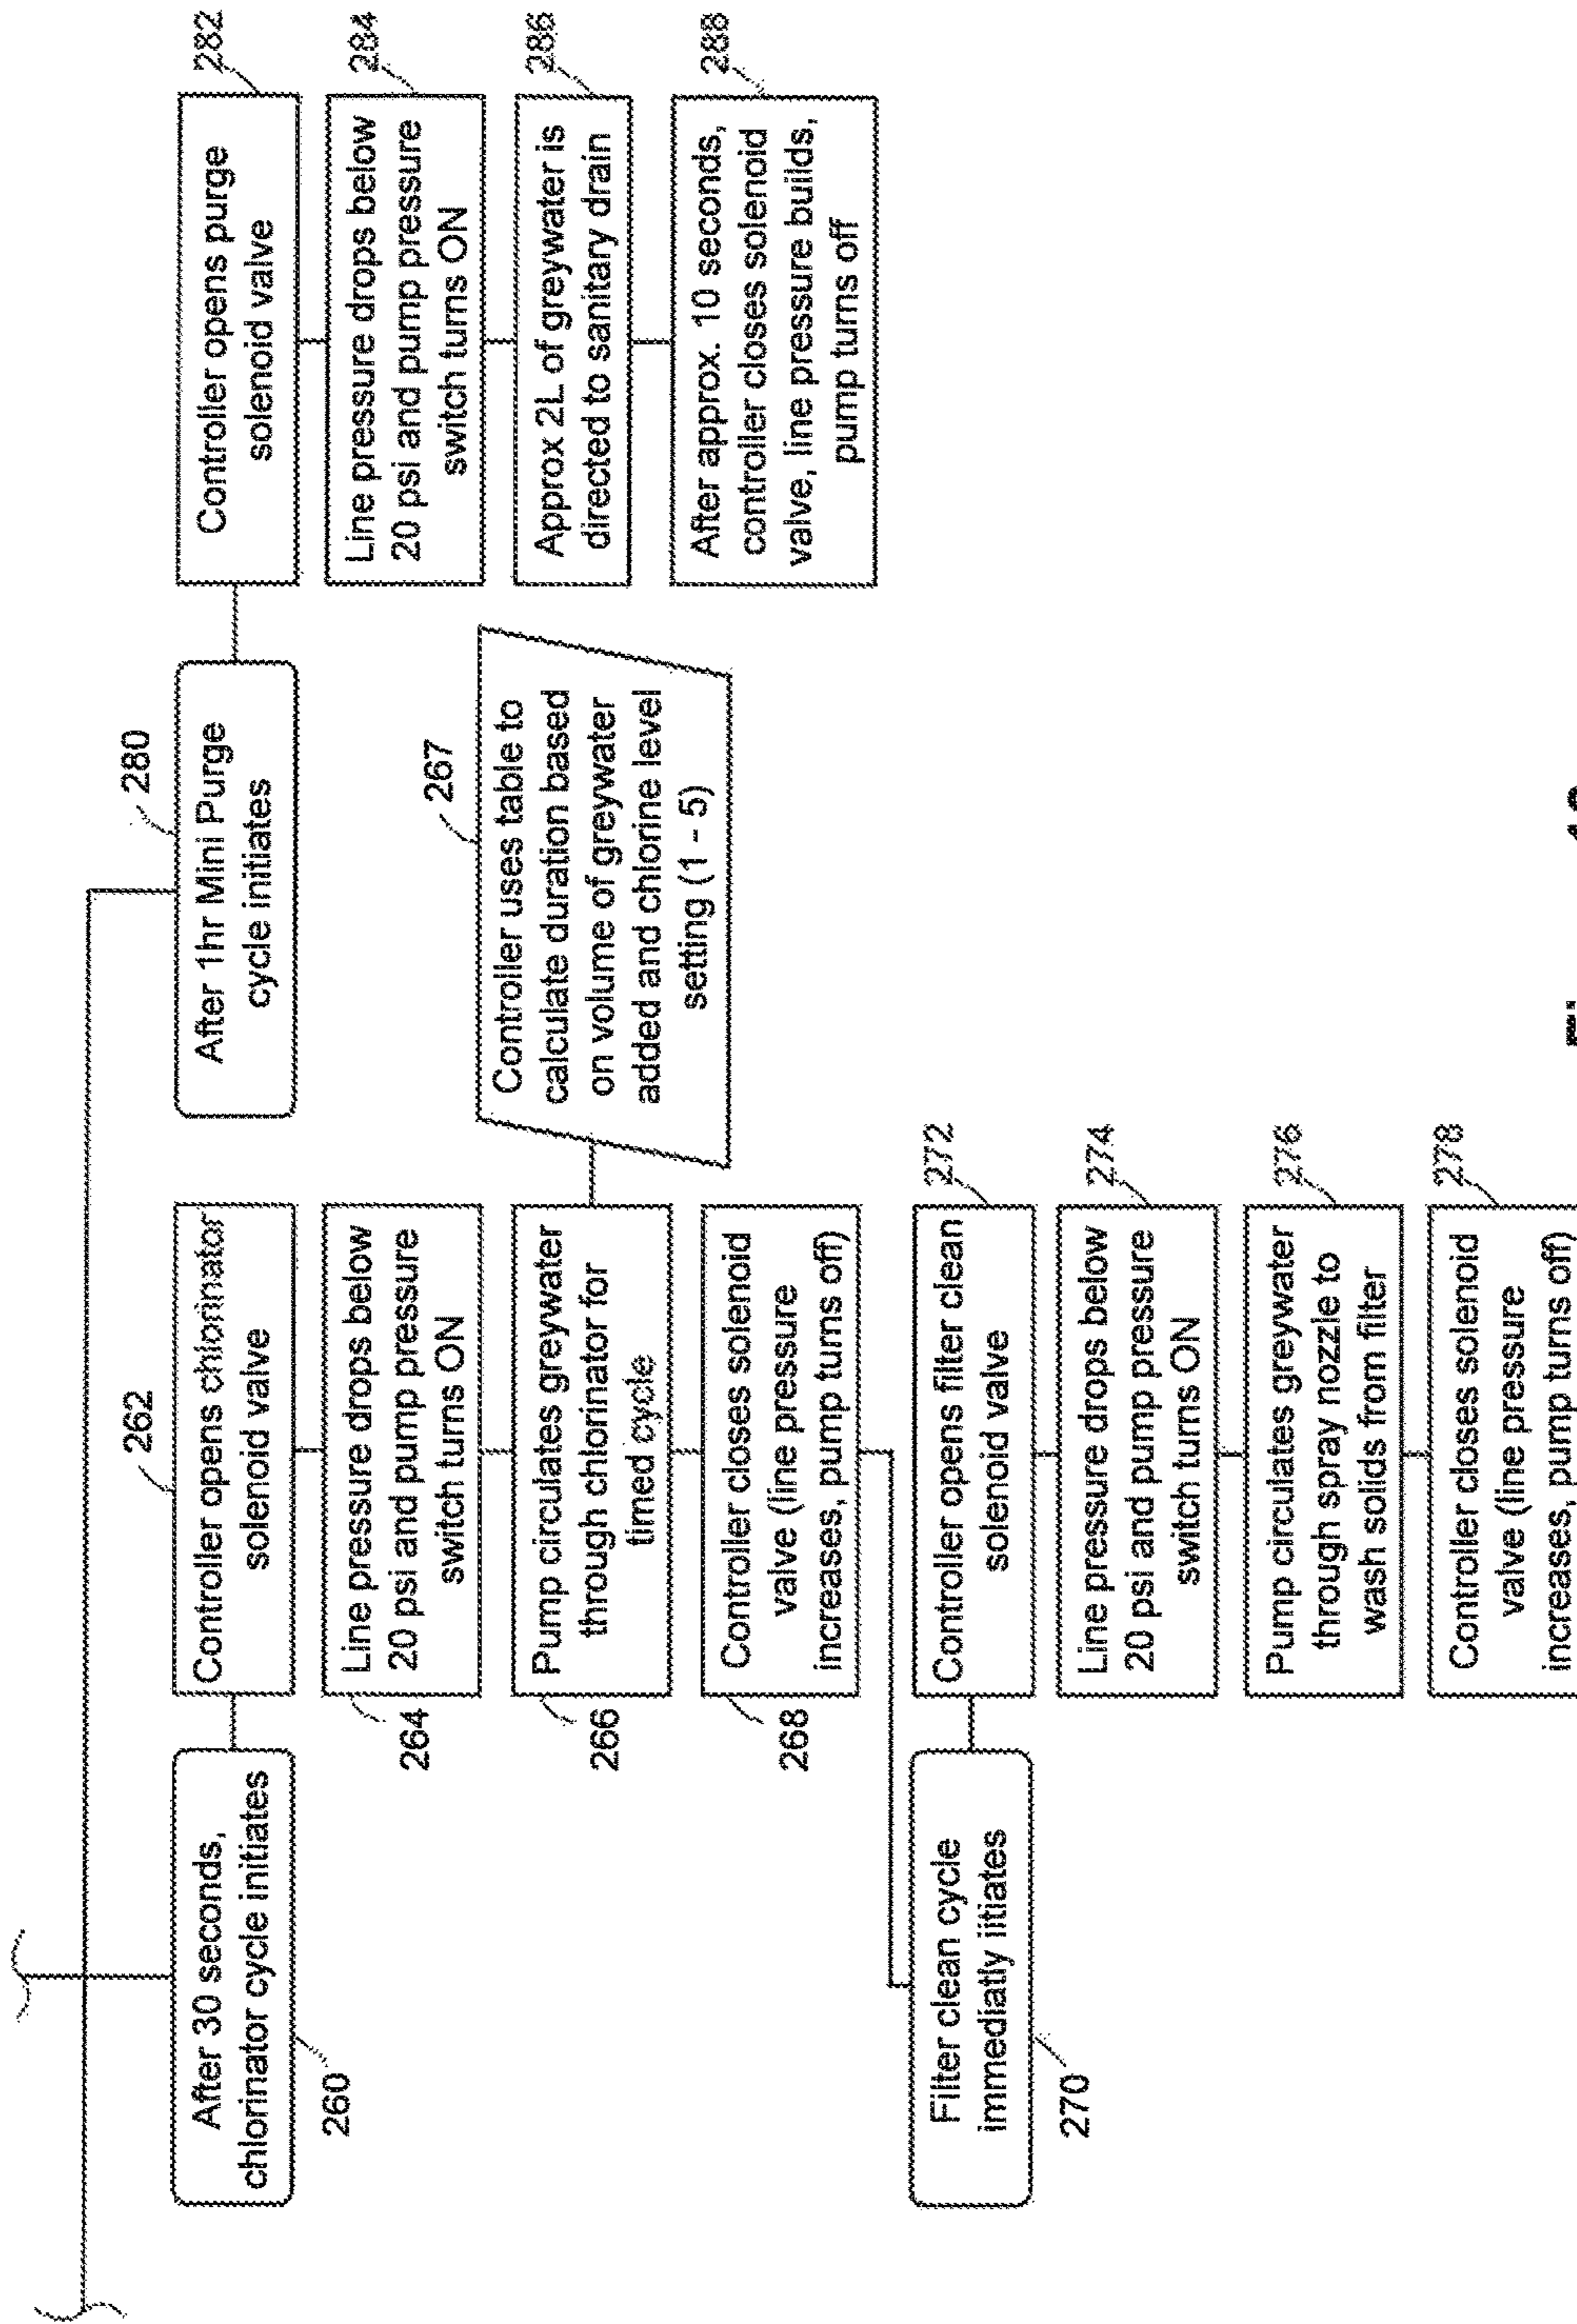 After 30 seconds,
chlorinator cycle initiates
260
262
Controller opens chlorinator
solenoid valve
Line pressure drops below
20 psi and pump pressure
switch turns ON
264
Pump circulates greywater
through chlorinator for
timed cycle
266
267
Controller uses table to
calculate duration based
on volume of greywater
added and chlorine level
setting (1 - 5)
Controller closes solenoid
valve (line pressure
increases, pump turns off)
268
Filter clean cycle
immediatly iitiates
270
Controller opens filter clean
solenoid valve
272
Line pressure drops below
20 psi and pump pressure
switch turns ON
274
Pump circulates greywater
through spray nozzle to
wash solids from filter
276
Controller closes solenoid
valve (line pressure
increases, pump turns off)
278
280
After 1hr Mini Purge
cycle initiates
Controller opens purge
solenoid valve
282
Line pressure drops below
20 psi and pump pressure
switch turns ON
284
Approx 2L of greywater is
directed to sanitary drain
286
After approx. 10 seconds,
controller closes solenoid
valve, line pressure builds,
pump turns off
288